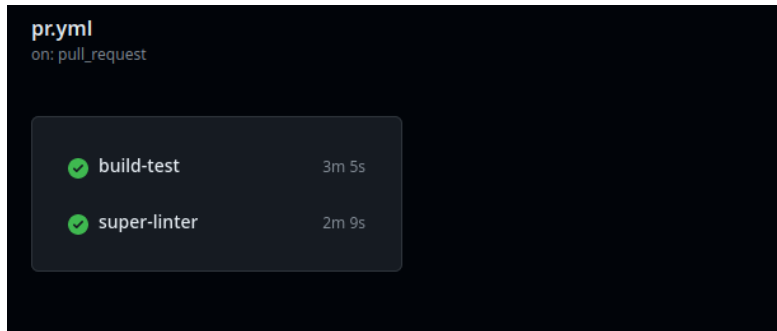 pr.yml
on: pull_request
build-test 3m 5s
super-linter 2m 9s